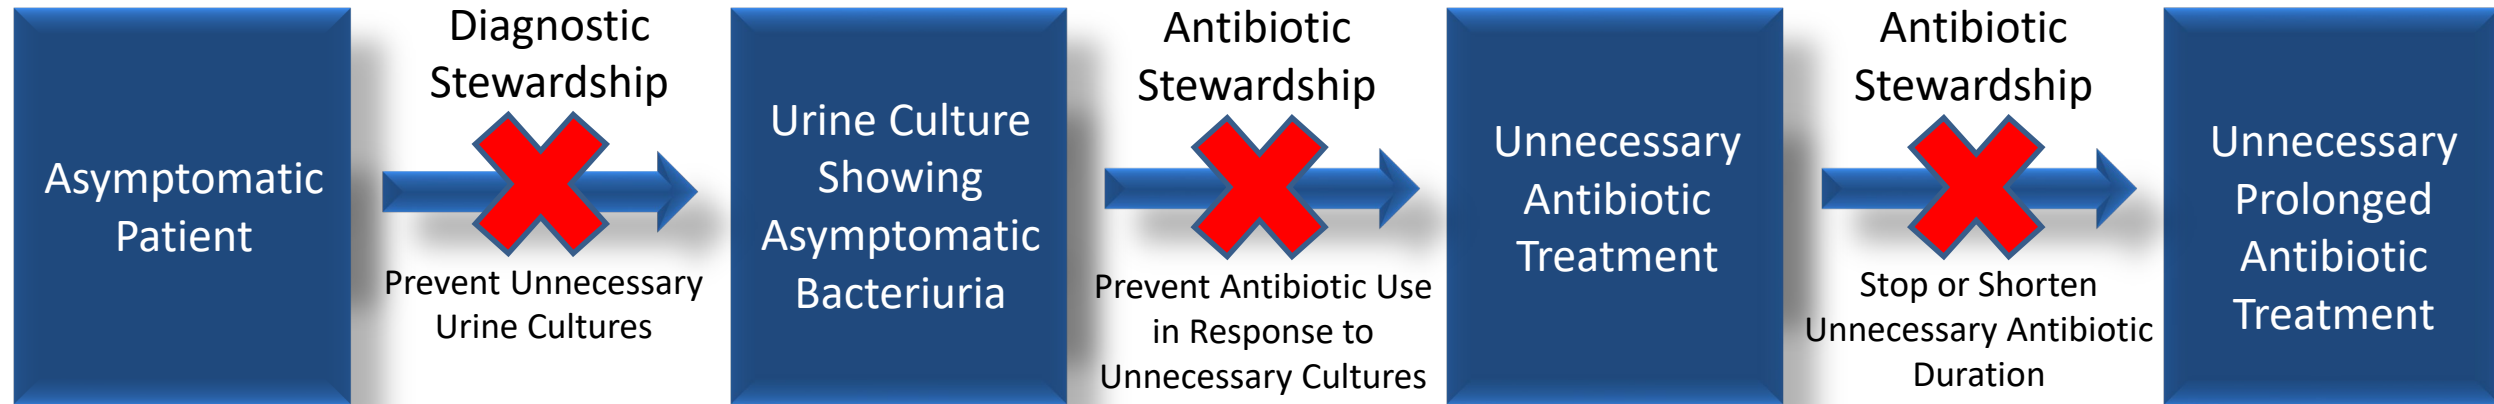 Asymptomatic
Patient
Diagnostic
Stewardship
Prevent Unnecessary
Urine Cultures
Urine Culture
Showing
Asymptomatic
Bacteriuria
Antibiotic
Stewardship
Prevent Antibiotic Use
in Response to
Unnecessary Cultures
Unnecessary
Antibiotic
Treatment
Antibiotic
Stewardship
Stop or Shorten
Unnecessary Antibiotic
Duration
Unnecessary
Prolonged
Antibiotic
Treatment